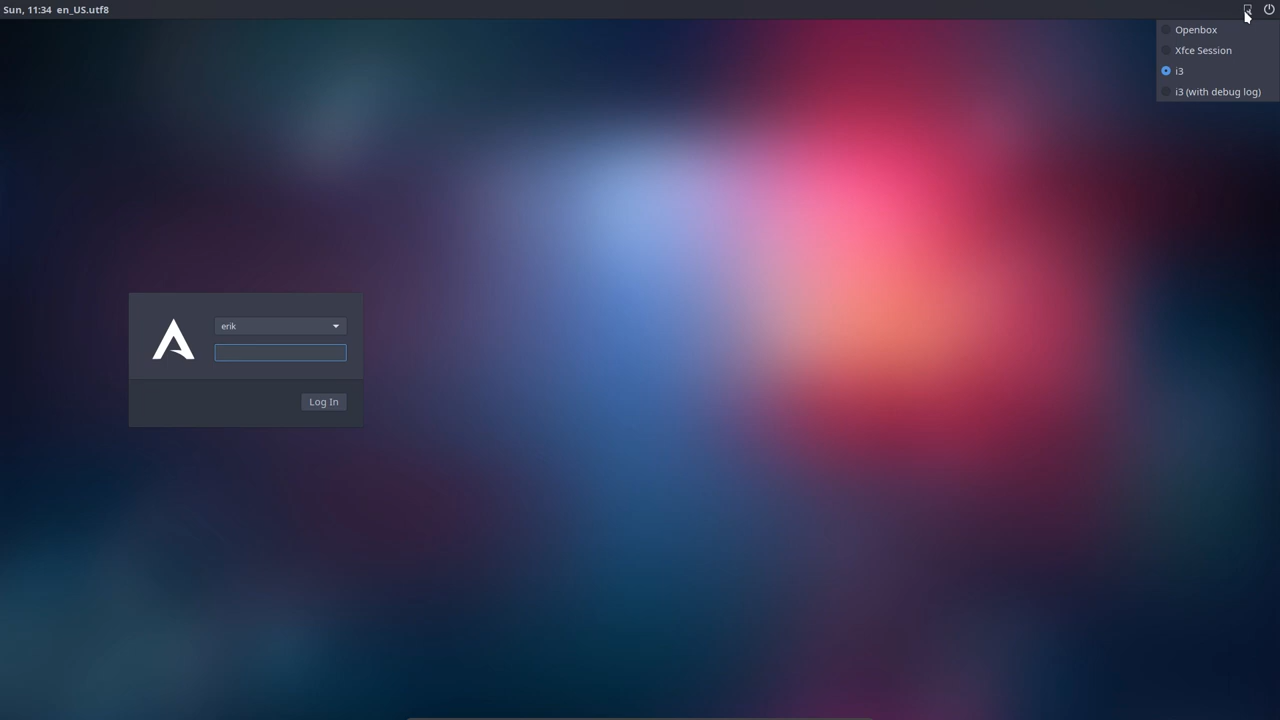 Sun, 11:34 en_US.utf8
Openbox
Xfce Session
i3
i3 (with debug log)
erik
Log In